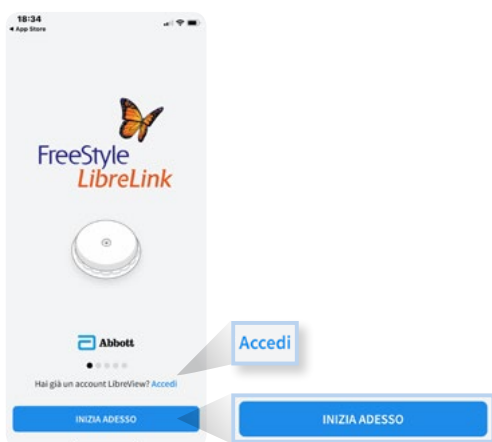 18:34
App Store
FreeStyle
LibreLink
Abbott
Hai già un account LibreView? Accedi
INIZIA ADESSO
Accedi
INIZIA ADESSO